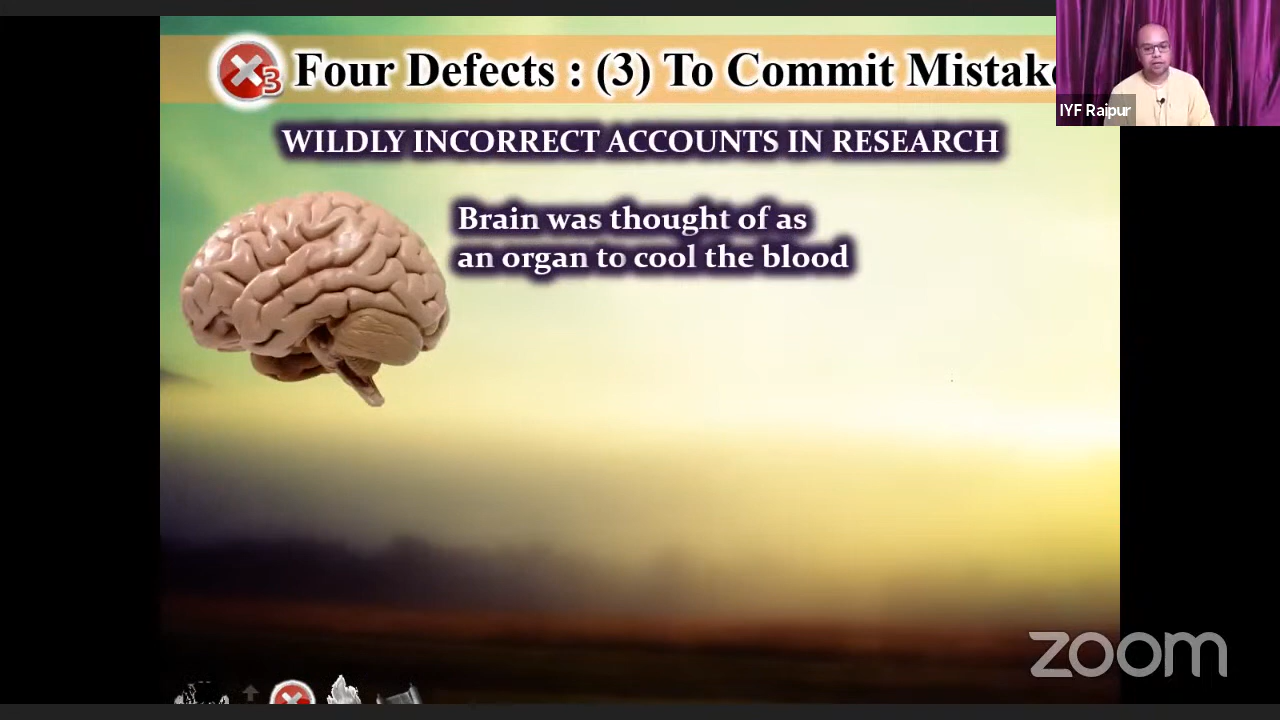 3 Four Defects : (3) To Commit Mistak
IYF Raipur
WILDLY INCORRECT ACCOUNTS IN RESEARCH
Brain was thought of as
an organ to cool the blood
zoom